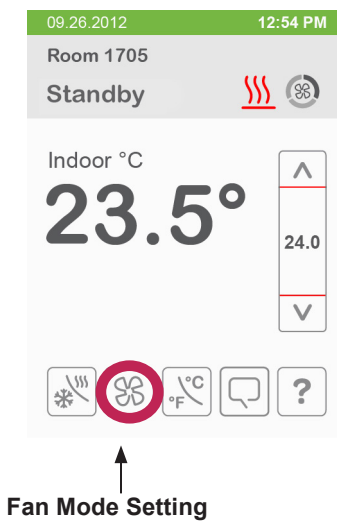 09.26.2012 12:54 PM
Room 1705
Standby
Indoor °C
23.5°
24.0
°F °C
?
Fan Mode Setting